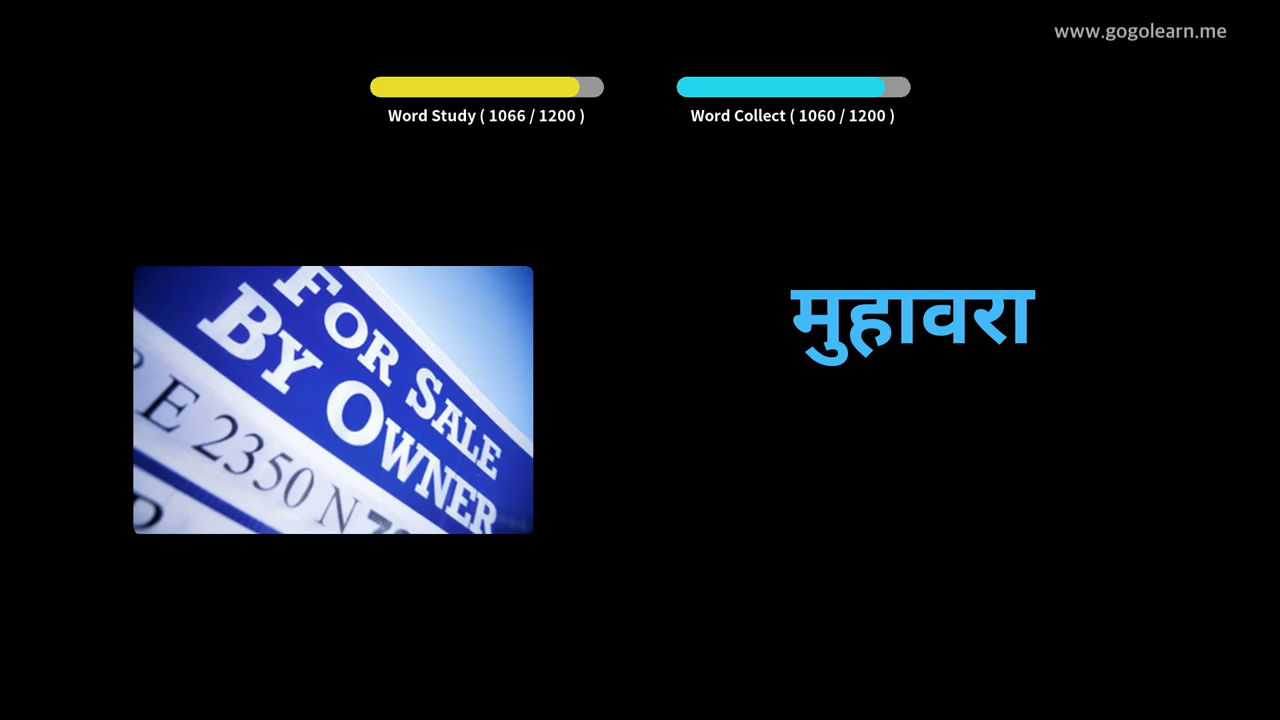 www.gogolearn.me
Word Study ( 1066 / 1200 )
Word Collect ( 1060 / 1200 )
मुहावरा
FOR SALE
BY OWNER
E 2350 N